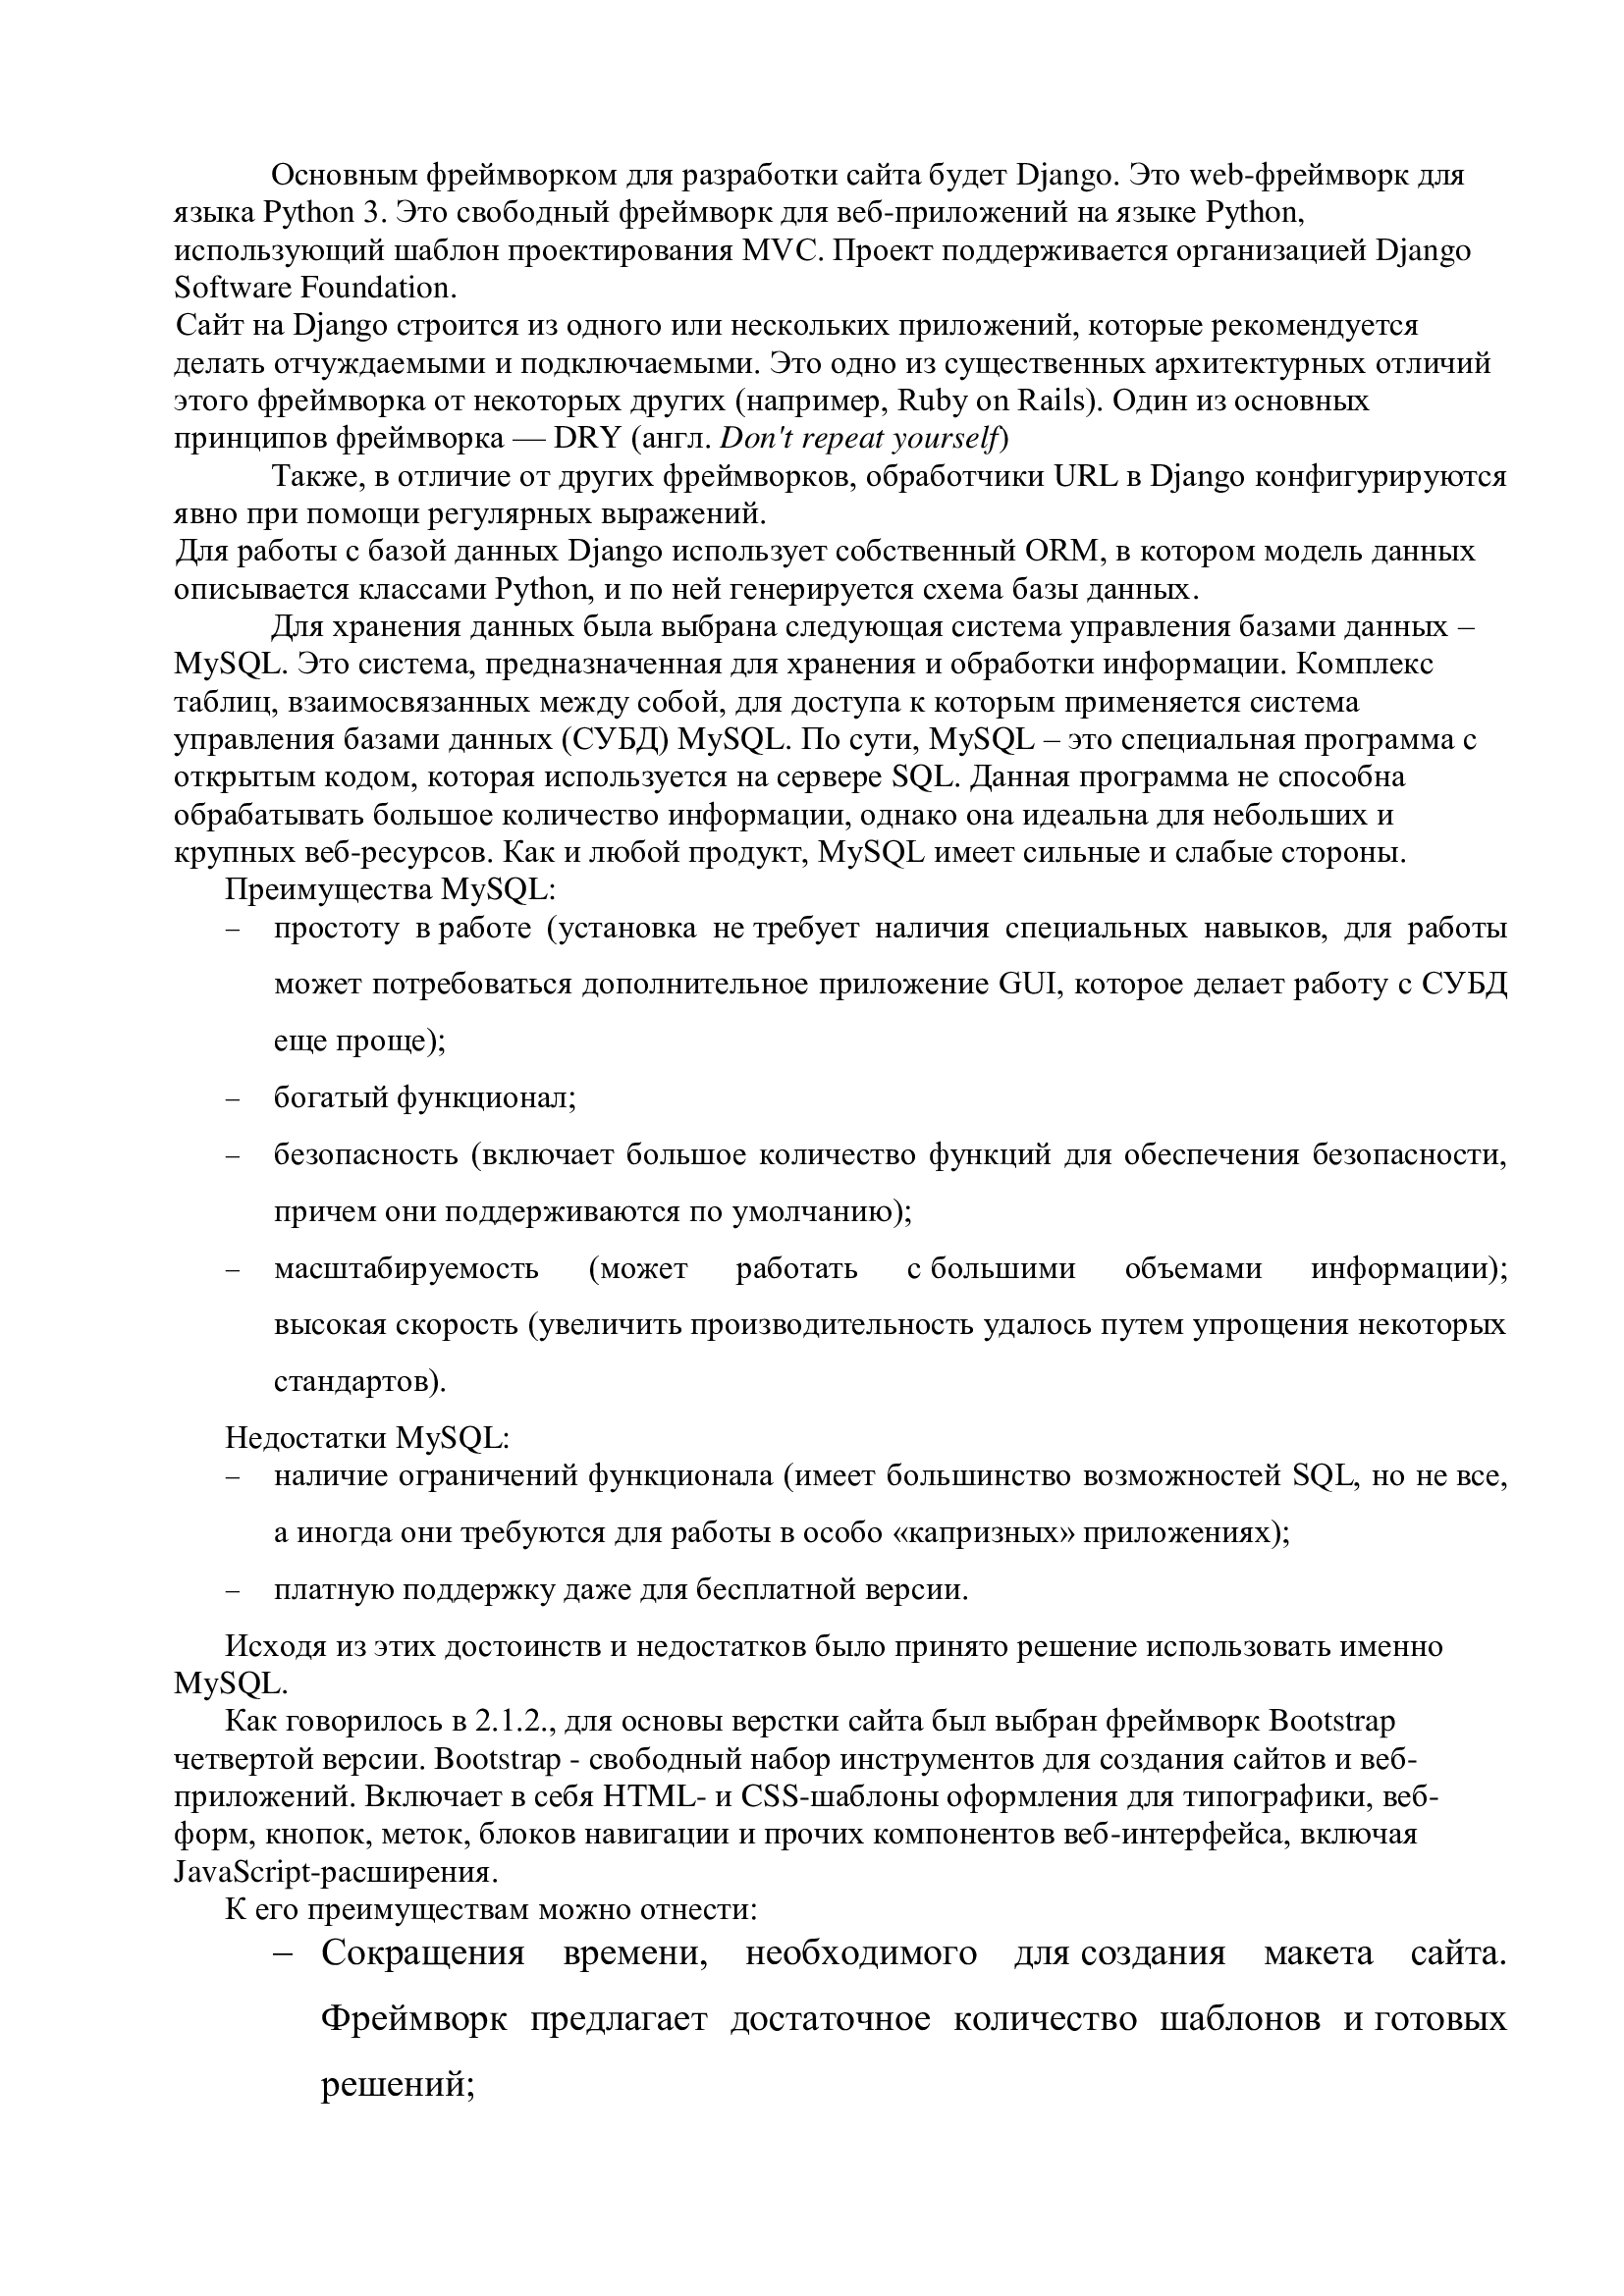 Основным фреймворком для разработки сайта будет Django. Это web-фреймворк для
языка Python 3. Это свободный фреймворк для веб-приложений на языке Python,
использующий шаблон проектирования MVC. Проект поддерживается организацией Django
Software Foundation.
Сайт на Django строится из одного или нескольких приложений, которые рекомендуется
делать отчуждаемыми и подключаемыми. Это одно из существенных архитектурных отличий
этого фреймворка от некоторых других (например, Ruby on Rails). Один из основных
принципов фреймворка — DRY (англ. Don't repeat yourself)
Также, в отличие от других фреймворков, обработчики URL в Django конфигурируются
явно при помощи регулярных выражений.
Для работы с базой данных Django использует собственный ORM, в котором модель данных
описывается классами Python, и по ней генерируется схема базы данных.
Для хранения данных была выбрана следующая система управления базами данных –
MySQL. Это система, предназначенная для хранения и обработки информации. Комплекс
таблиц, взаимосвязанных между собой, для доступа к которым применяется система
управления базами данных (СУБД) MySQL. По сути, MySQL – это специальная программа с
открытым кодом, которая используется на сервере SQL. Данная программа не способна
обрабатывать большое количество информации, однако она идеальна для небольших и
крупных веб-ресурсов. Как и любой продукт, MySQL имеет сильные и слабые стороны.
Преимущества MySQL:
– простоту в работе (установка не требует наличия специальных навыков, для работы
может потребоваться дополнительное приложение GUI, которое делает работу с СУБД
еще проще);
– богатый функционал;
– безопасность (включает большое количество функций для обеспечения безопасности,
причем они поддерживаются по умолчанию);
– масштабируемость (может работать с большими объемами информации);
высокая скорость (увеличить производительность удалось путем упрощения некоторых
стандартов).
Недостатки MySQL:
– наличие ограничений функционала (имеет большинство возможностей SQL, но не все,
а иногда они требуются для работы в особо «капризных» приложениях);
– платную поддержку даже для бесплатной версии.
Исходя из этих достоинств и недостатков было принято решение использовать именно
MySQL.
Как говорилось в 2.1.2., для основы верстки сайта был выбран фреймворк Bootstrap
четвертой версии. Bootstrap - свободный набор инструментов для создания сайтов и веб-
приложений. Включает в себя HTML- и CSS-шаблоны оформления для типографики, веб-
форм, кнопок, меток, блоков навигации и прочих компонентов веб-интерфейса, включая
JavaScript-расширения.
К его преимуществам можно отнести:
– Сокращения времени, необходимого для создания макета сайта.
Фреймворк предлагает достаточное количество шаблонов и готовых
решений;